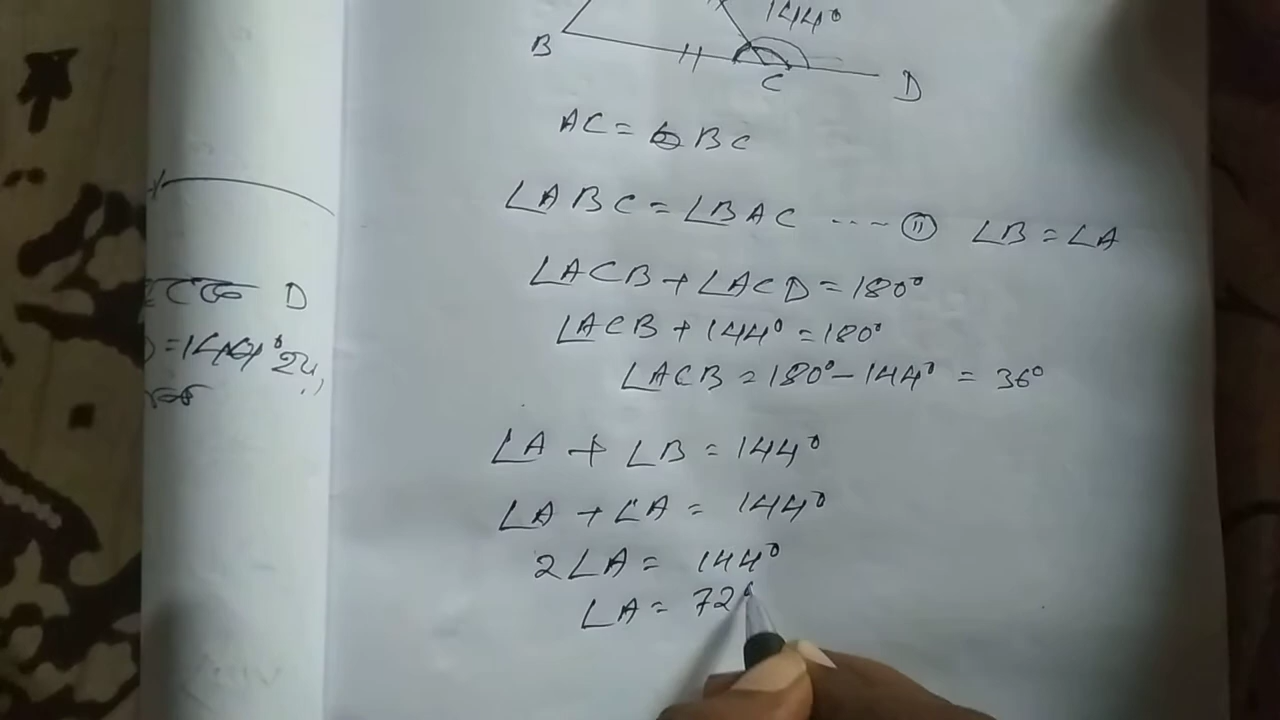 144°
B
C
D
AC = BC
∠ABC = ∠BAC ---- ⑪ ∠B = ∠A
∠ACB + ∠ACD = 180°
∠ACB + 144° = 180°
∠ACB = 180° - 144° = 36°
∠A + ∠B = 144°
∠A + ∠A = 144°
2∠A = 144°
∠A = 72°
D